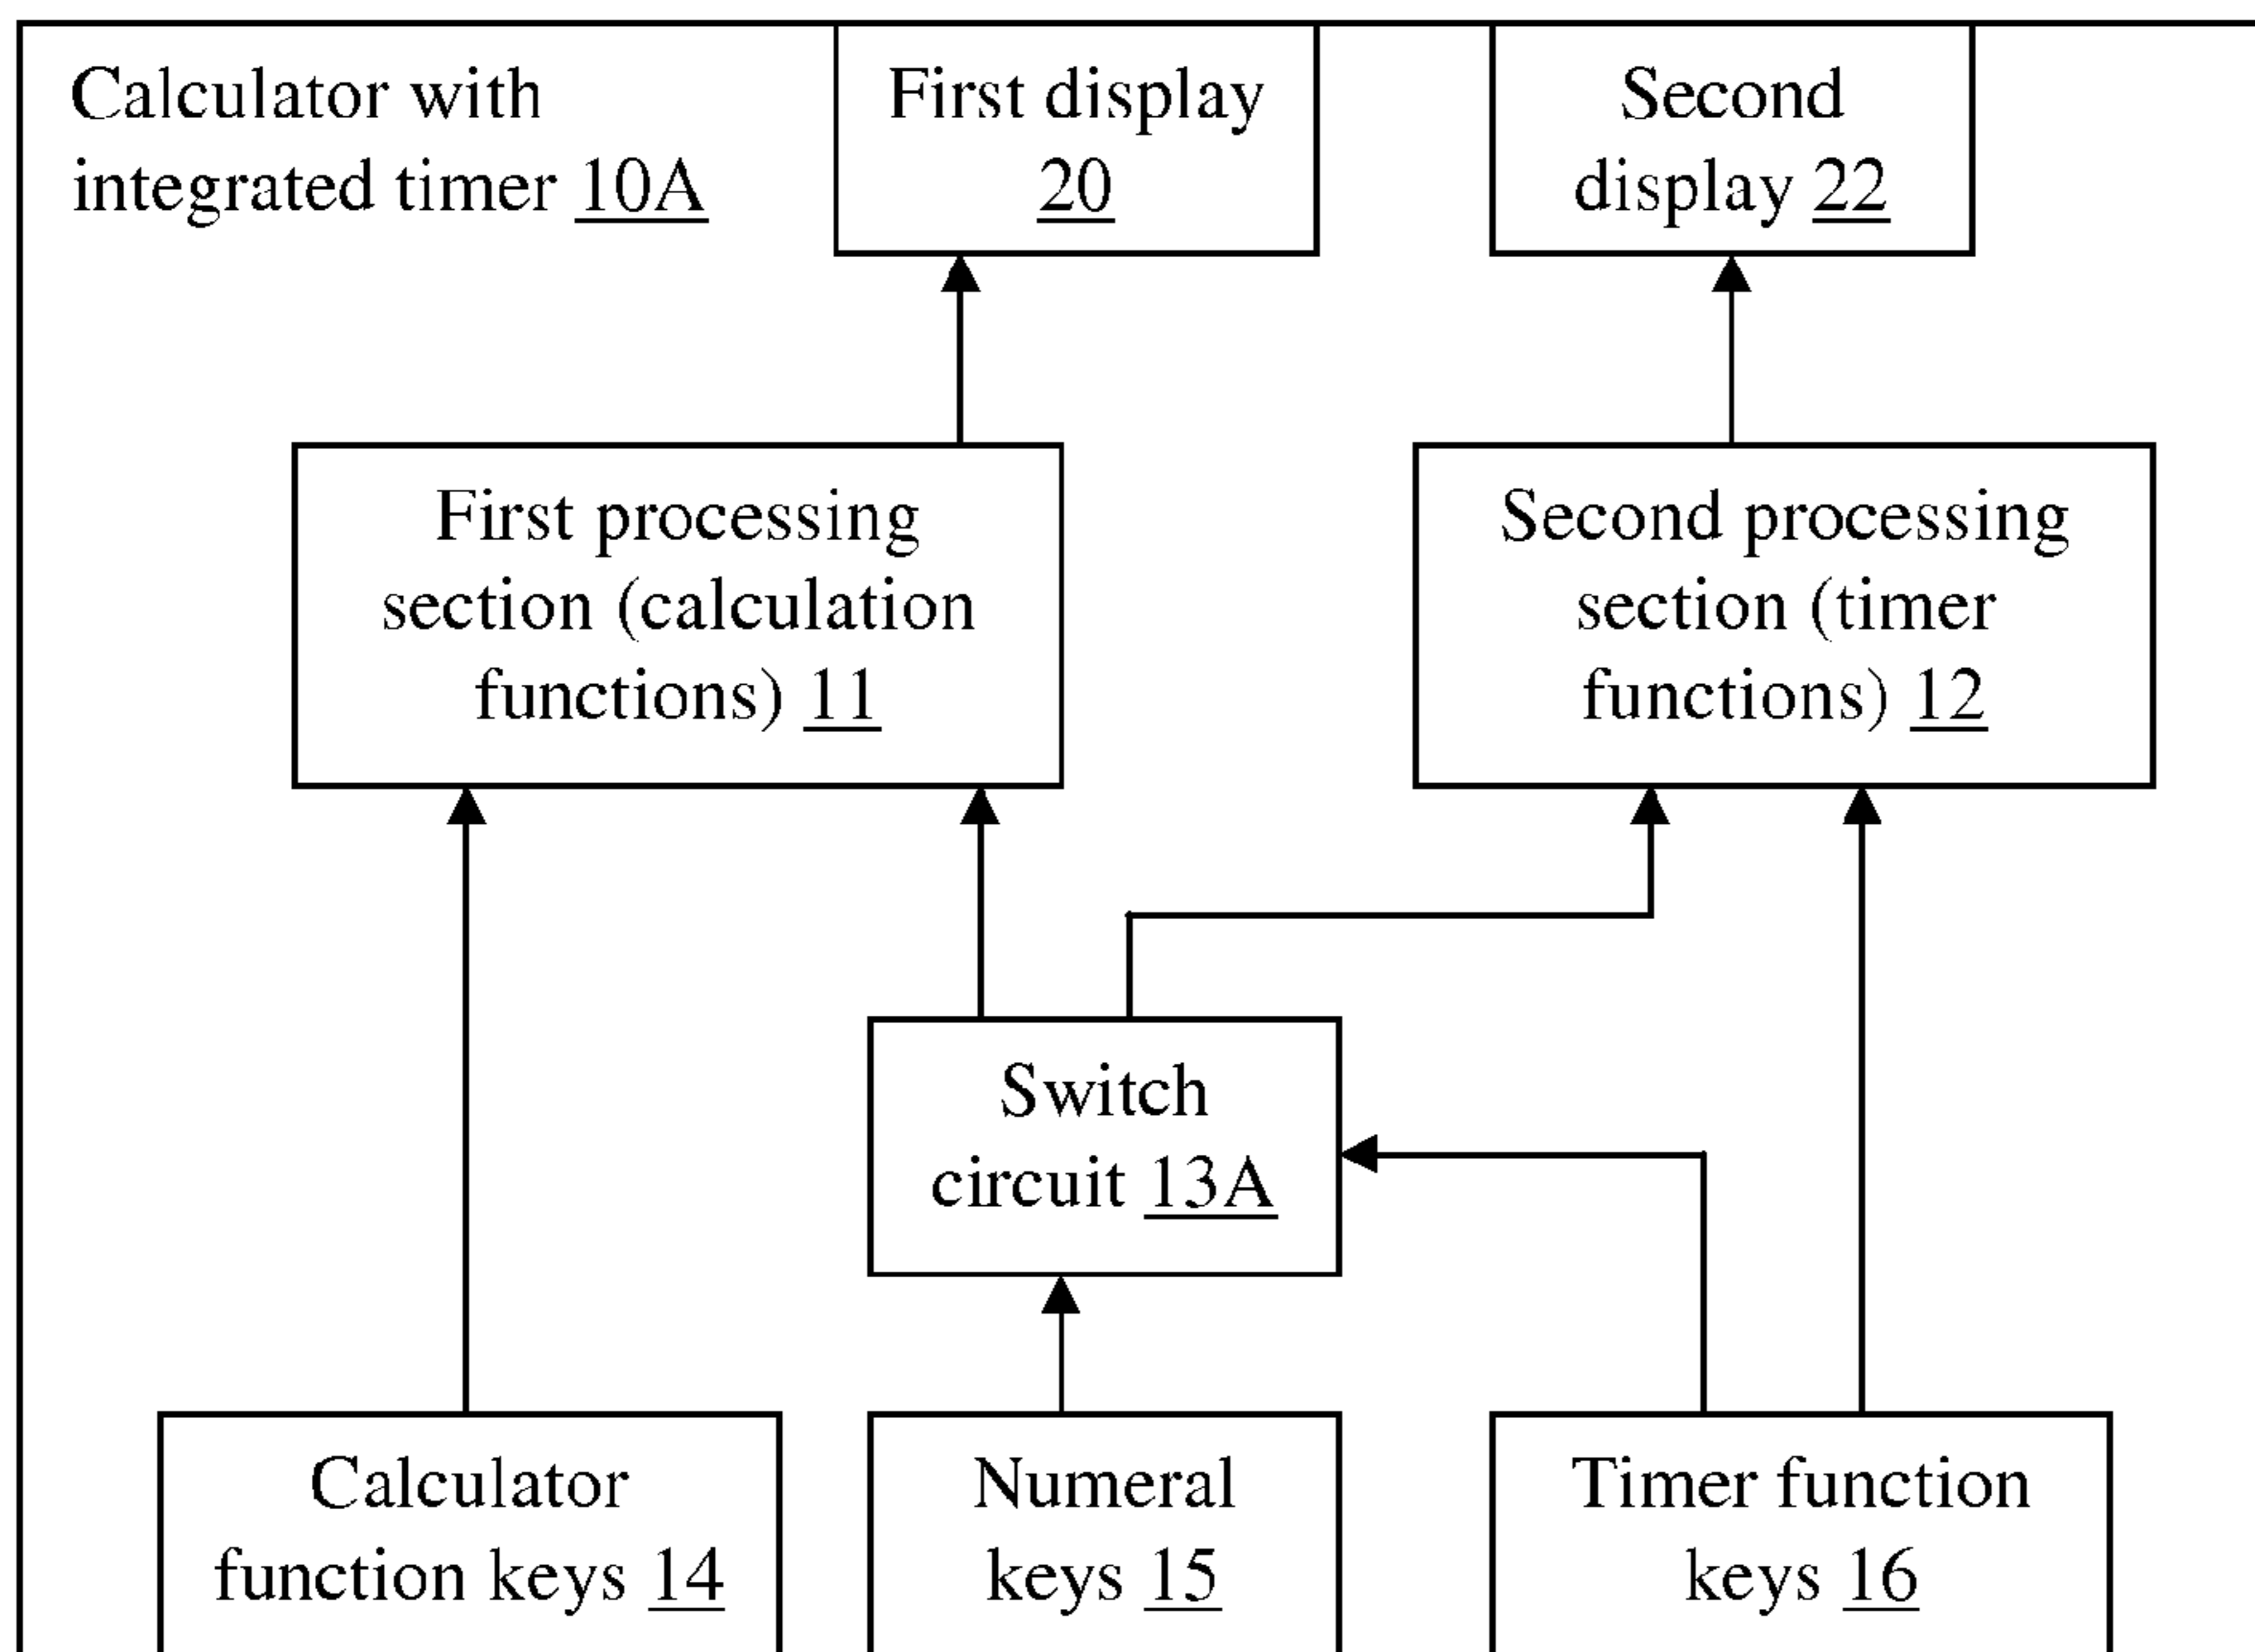 Calculator with
integrated timer 10A
First display
20
Second
display 22
First processing
section (calculation
functions) 11
Second processing
section (timer
functions) 12
Switch
circuit 13A
Calculator
function keys 14
Numeral
keys 15
Timer function
keys 16